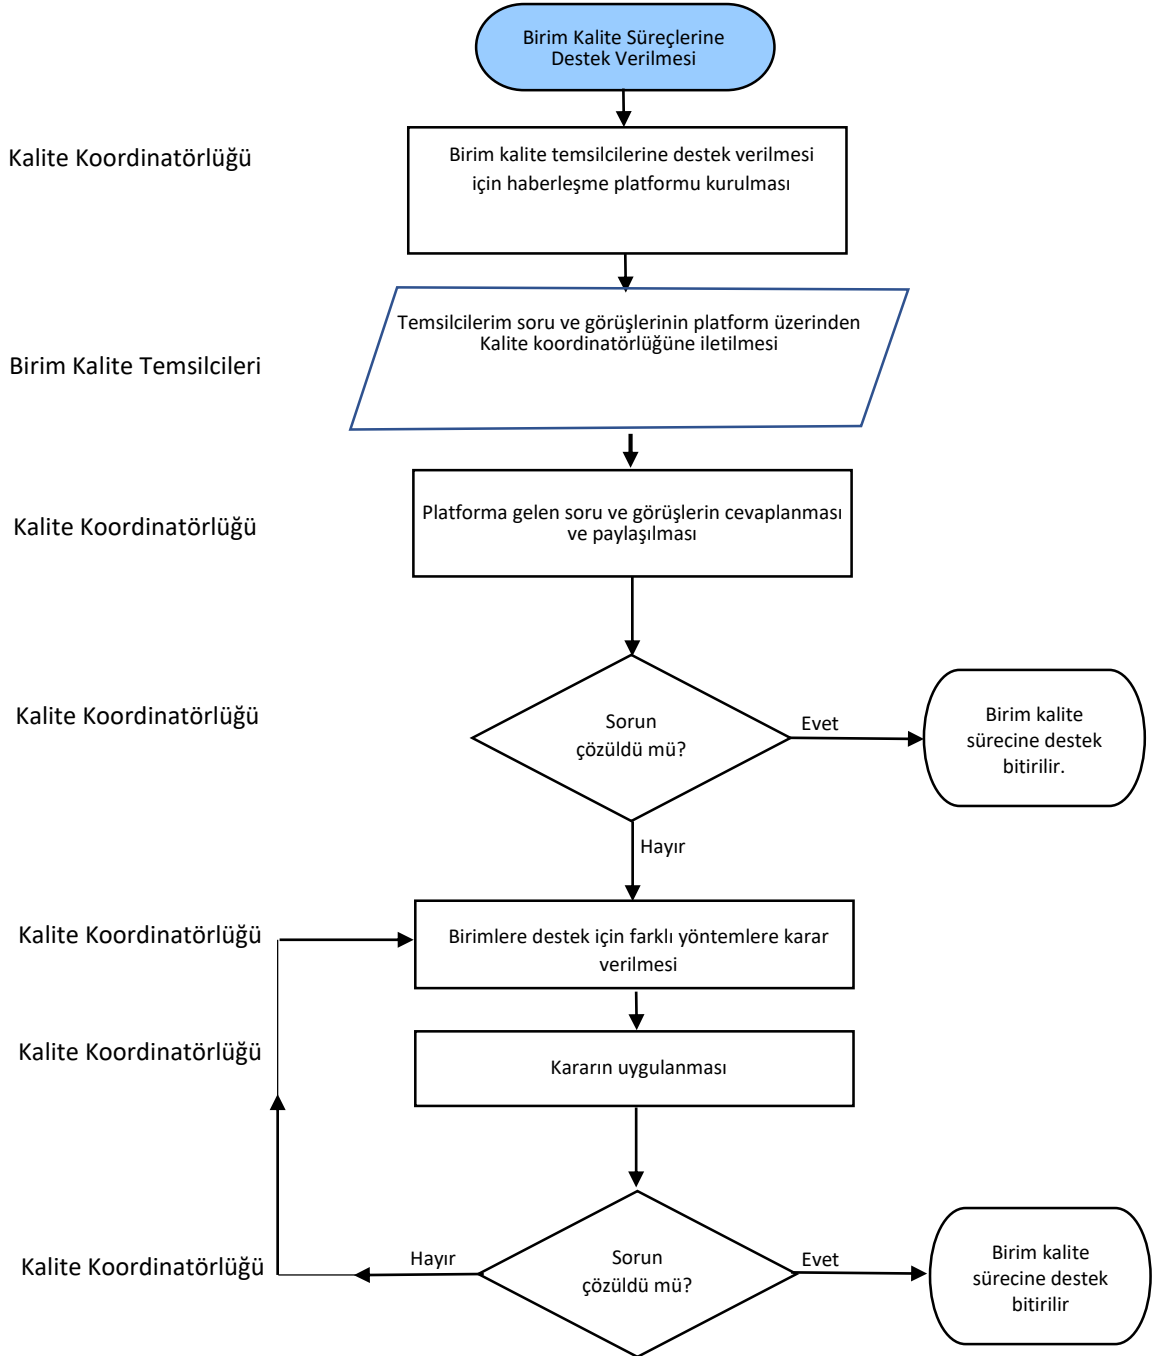 Birim Kalite Süreçlerine
Destek Verilmesi
Kalite Koordinatörlüğü
Birim kalite temsilcilerine destek verilmesi
için haberleşme platformu kurulması
Birim Kalite Temsilcileri
Temsilcilerim soru ve görüşlerinin platform üzerinden
Kalite koordinatörlüğüne iletilmesi
Kalite Koordinatörlüğü
Platforma gelen soru ve görüşlerin cevaplanması
ve paylaşılması
Kalite Koordinatörlüğü
Sorun
çözüldü mü?
Evet
Birim kalite
sürecine destek
bitirilir.
Hayır
Kalite Koordinatörlüğü
Birimlere destek için farklı yöntemlere karar
verilmesi
Kalite Koordinatörlüğü
Kararın uygulanması
Kalite Koordinatörlüğü
Hayır
Sorun
çözüldü mü?
Evet
Birim kalite
sürecine destek
bitirilir